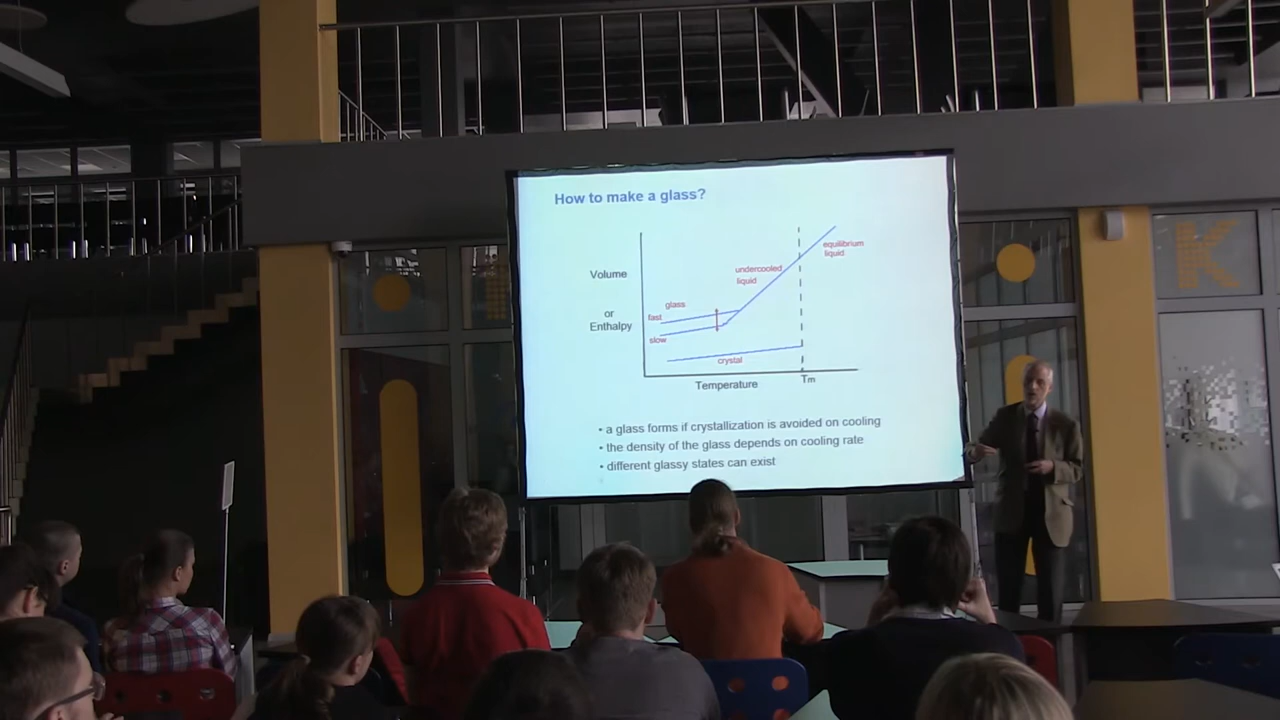 How to make a glass?
equilibrium
liquid
undercooled
liquid
Volume
or
Enthalpy
glass
fast
slow
crystal
Temperature
Tm
• a glass forms if crystallization is avoided on cooling
• the density of the glass depends on cooling rate
• different glassy states can exist
K